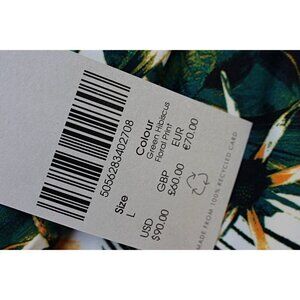 5056283402708
Colour
Green Hibiscus
Floral Print
Size
L
GBP
£60.00
EUR
€70.00
USD
$90.00
MADE FROM 100% RECYCLED CARD